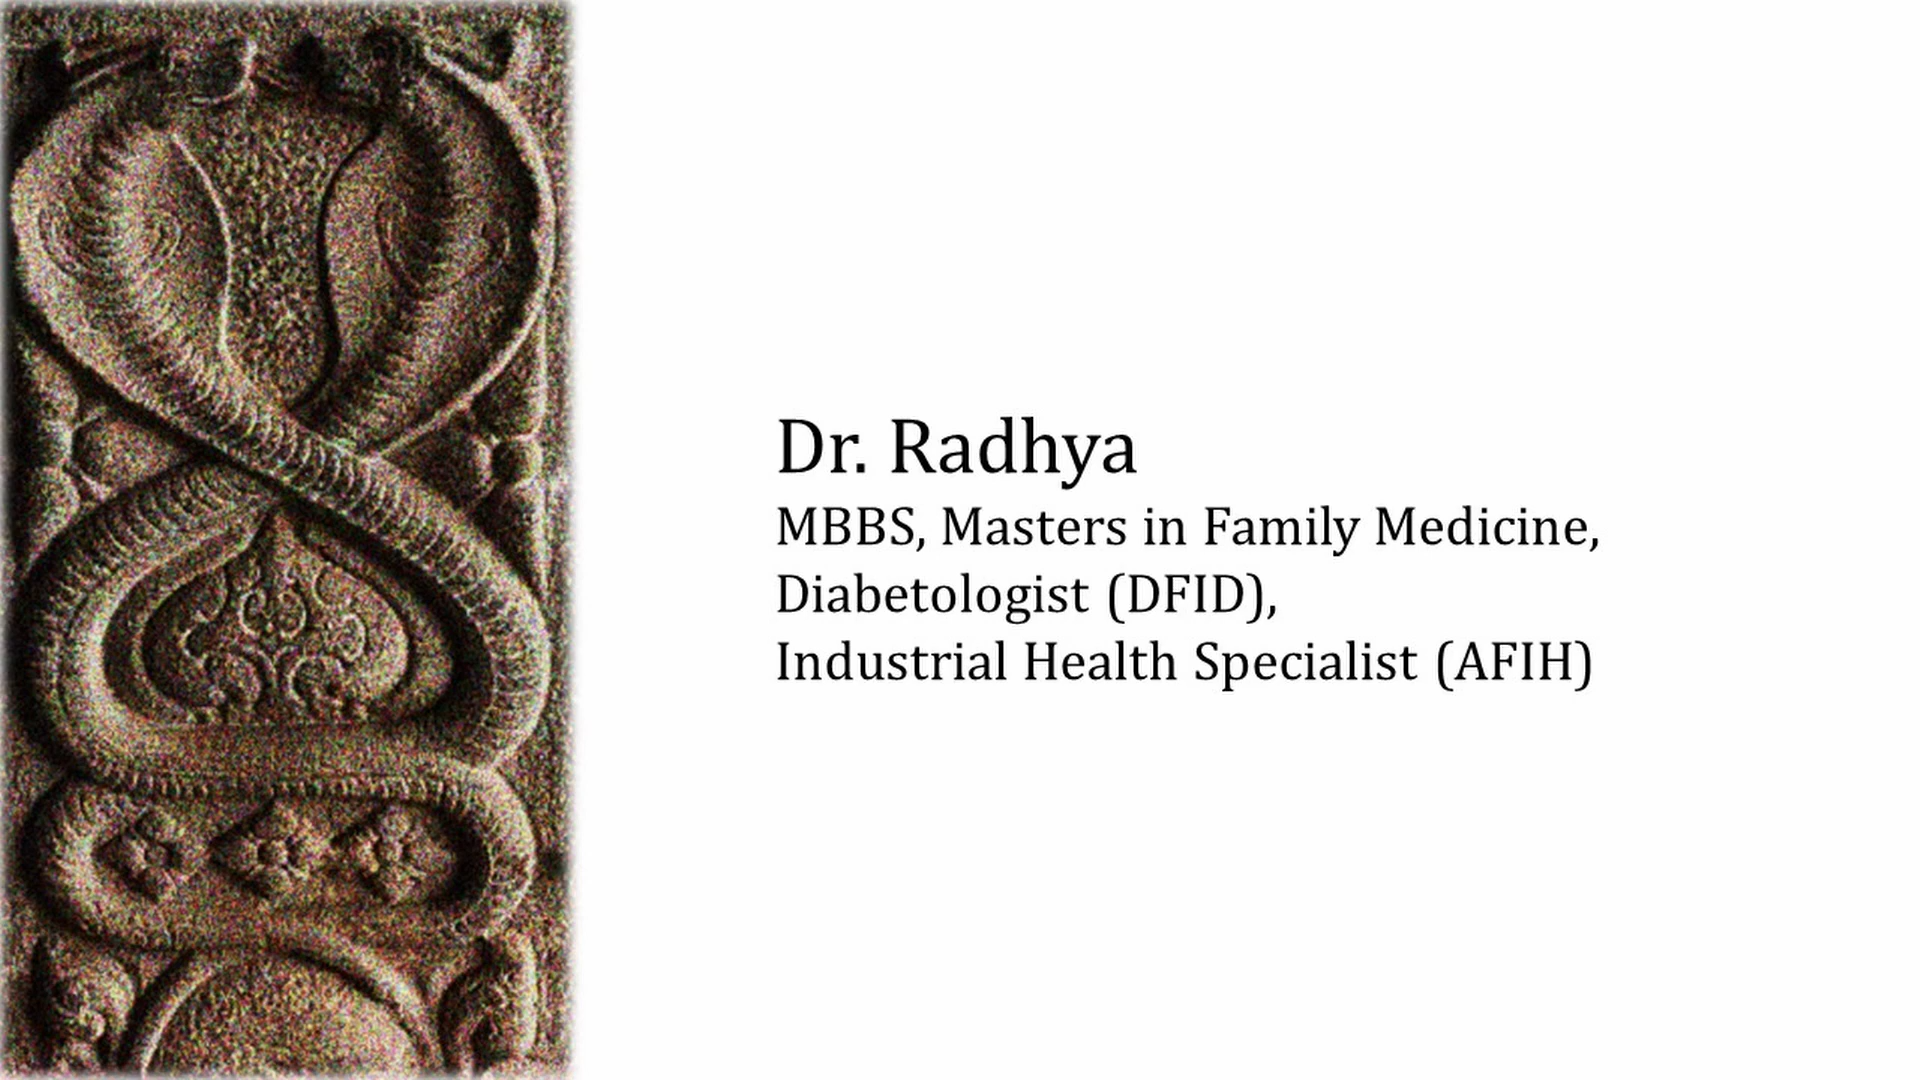 Dr. Radhya
MBBS, Masters in Family Medicine,
Diabetologist (DFID),
Industrial Health Specialist (AFIH)